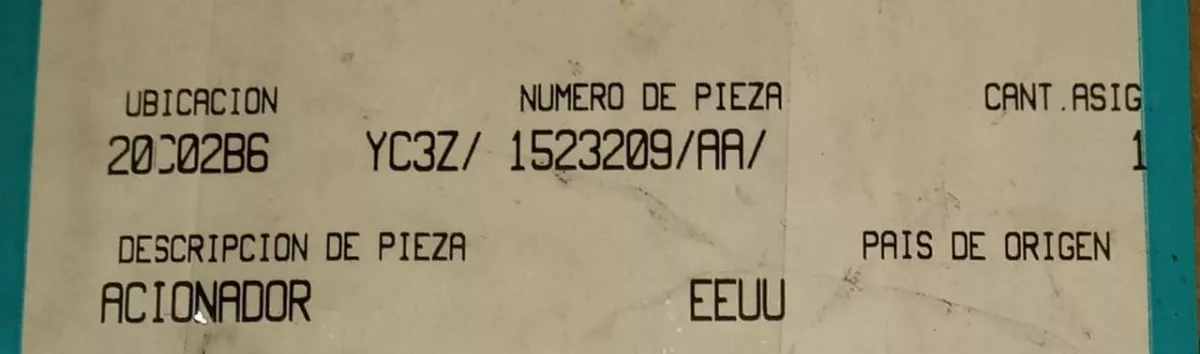 UBICACION NUMERO DE PIEZA CANT.ASIG
20C02B6 YC3Z/ 1523209/AA/ 1
DESCRIPCION DE PIEZA PAIS DE ORIGEN
ACIONADOR EEUU